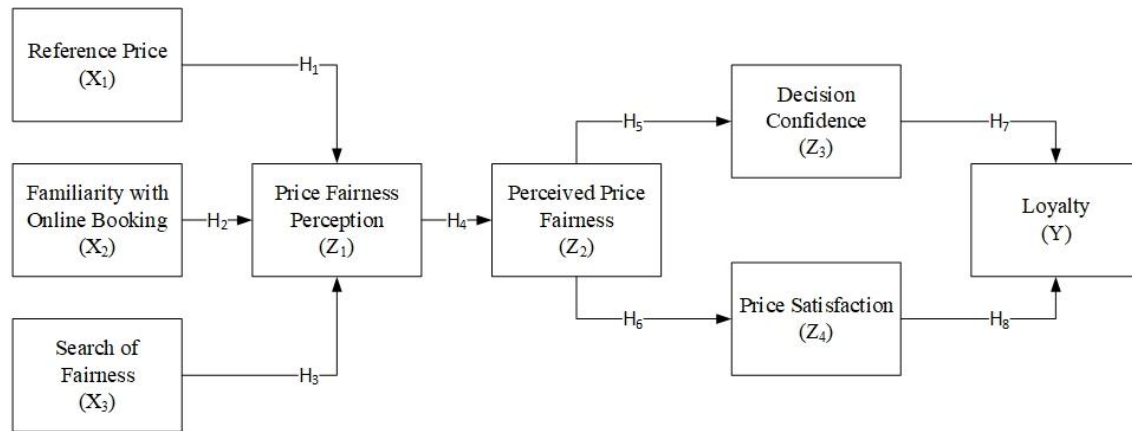 Reference Price
(X₁)
H₁
Familiarity with
Online Booking
(X₂)
H₂
Search of
Fairness
(X₃)
H₃
Price Fairness
Perception
(Z₁)
H₄
Perceived Price
Fairness
(Z₂)
H₅
H₆
Decision
Confidence
(Z₃)
Price Satisfaction
(Z₄)
H₇
H₈
Loyalty
(Y)